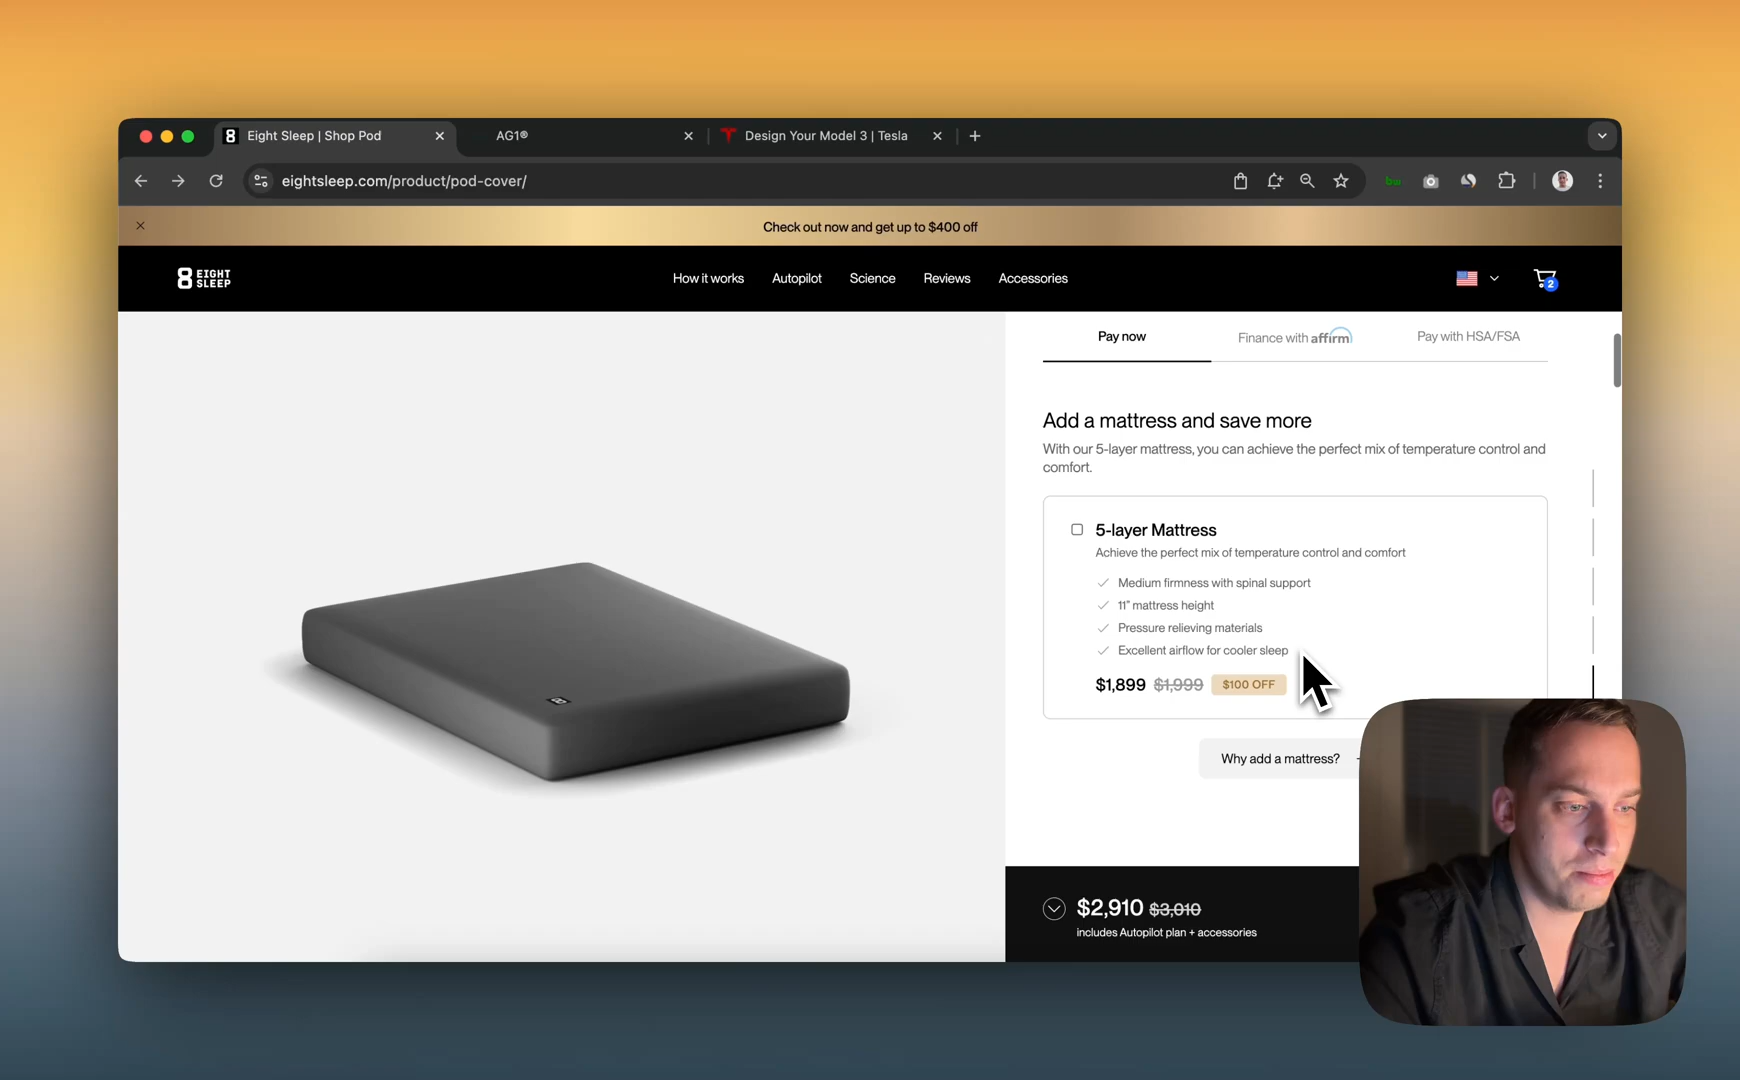 Eight Sleep | Shop Pod
AG1®
Design Your Model 3 | Tesla
eightsleep.com/product/pod-cover/
bw
Check out now and get up to $400 off
8 EIGHT
SLEEP
How it works
Autopilot
Science
Reviews
Accessories
2
Pay now
Finance with affirm
Pay with HSA/FSA
Add a mattress and save more
With our 5-layer mattress, you can achieve the perfect mix of temperature control and
comfort.
5-layer Mattress
Achieve the perfect mix of temperature control and comfort
Medium firmness with spinal support
11” mattress height
Pressure relieving materials
Excellent airflow for cooler sleep
$1,899 $1,999 $100 OFF
Why add a mattress?
$2,910 $3,010
includes Autopilot plan + accessories